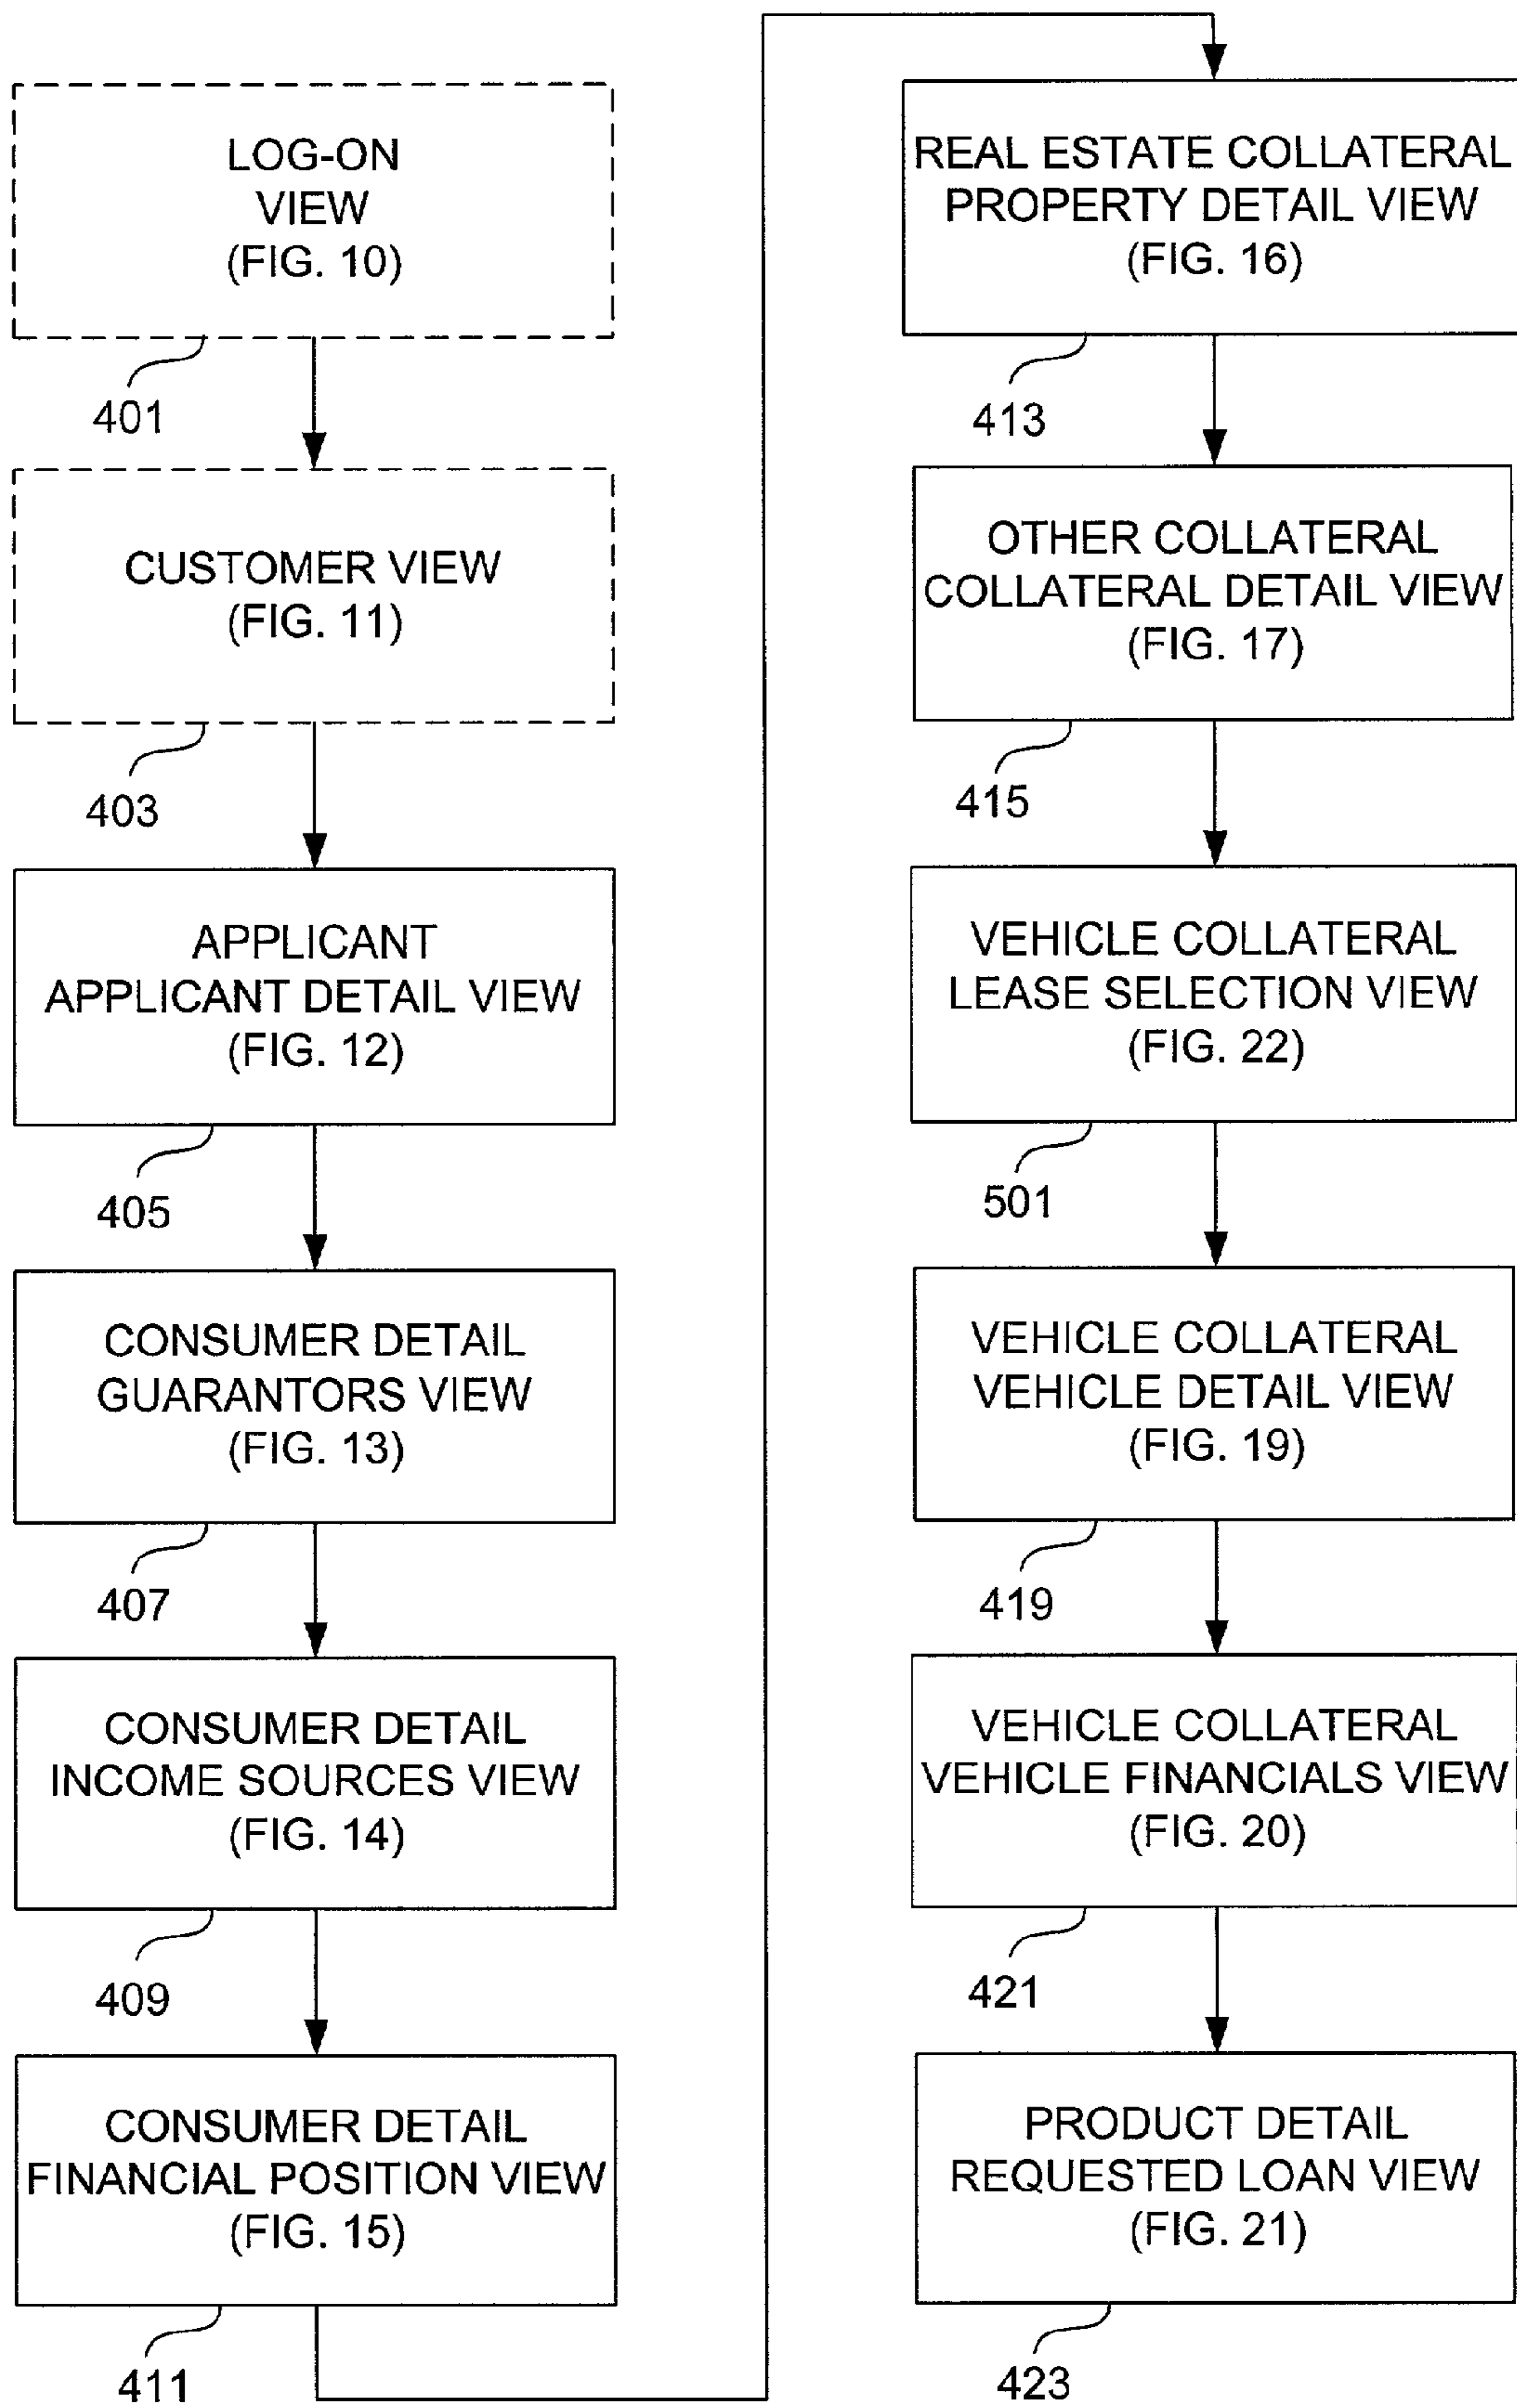 LOG-ON
VIEW
(FIG. 10)
401
CUSTOMER VIEW
(FIG. 11)
403
APPLICANT
APPLICANT DETAIL VIEW
(FIG. 12)
405
CONSUMER DETAIL
GUARANTORS VIEW
(FIG. 13)
407
CONSUMER DETAIL
INCOME SOURCES VIEW
(FIG. 14)
409
CONSUMER DETAIL
FINANCIAL POSITION VIEW
(FIG. 15)
411
REAL ESTATE COLLATERAL
PROPERTY DETAIL VIEW
(FIG. 16)
413
OTHER COLLATERAL
COLLATERAL DETAIL VIEW
(FIG. 17)
415
VEHICLE COLLATERAL
LEASE SELECTION VIEW
(FIG. 22)
501
VEHICLE COLLATERAL
VEHICLE DETAIL VIEW
(FIG. 19)
419
VEHICLE COLLATERAL
VEHICLE FINANCIALS VIEW
(FIG. 20)
421
PRODUCT DETAIL
REQUESTED LOAN VIEW
(FIG. 21)
423